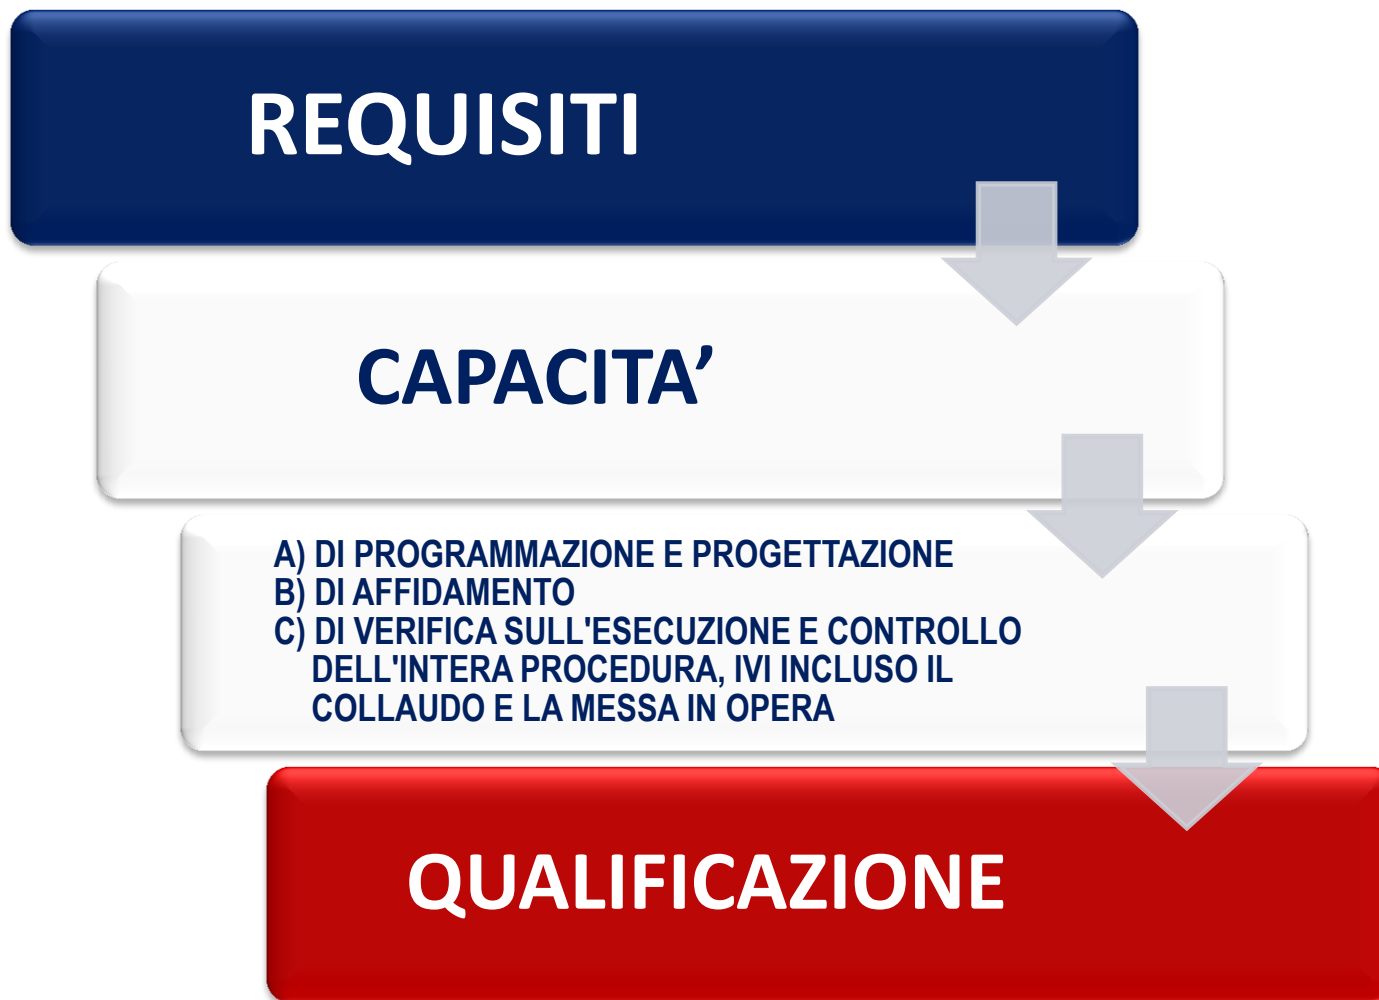 REQUISITI
CAPACITA’
A) DI PROGRAMMAZIONE E PROGETTAZIONE
B) DI AFFIDAMENTO
C) DI VERIFICA SULL'ESECUZIONE E CONTROLLO
DELL'INTERA PROCEDURA, IVI INCLUSO IL
COLLAUDO E LA MESSA IN OPERA
QUALIFICAZIONE